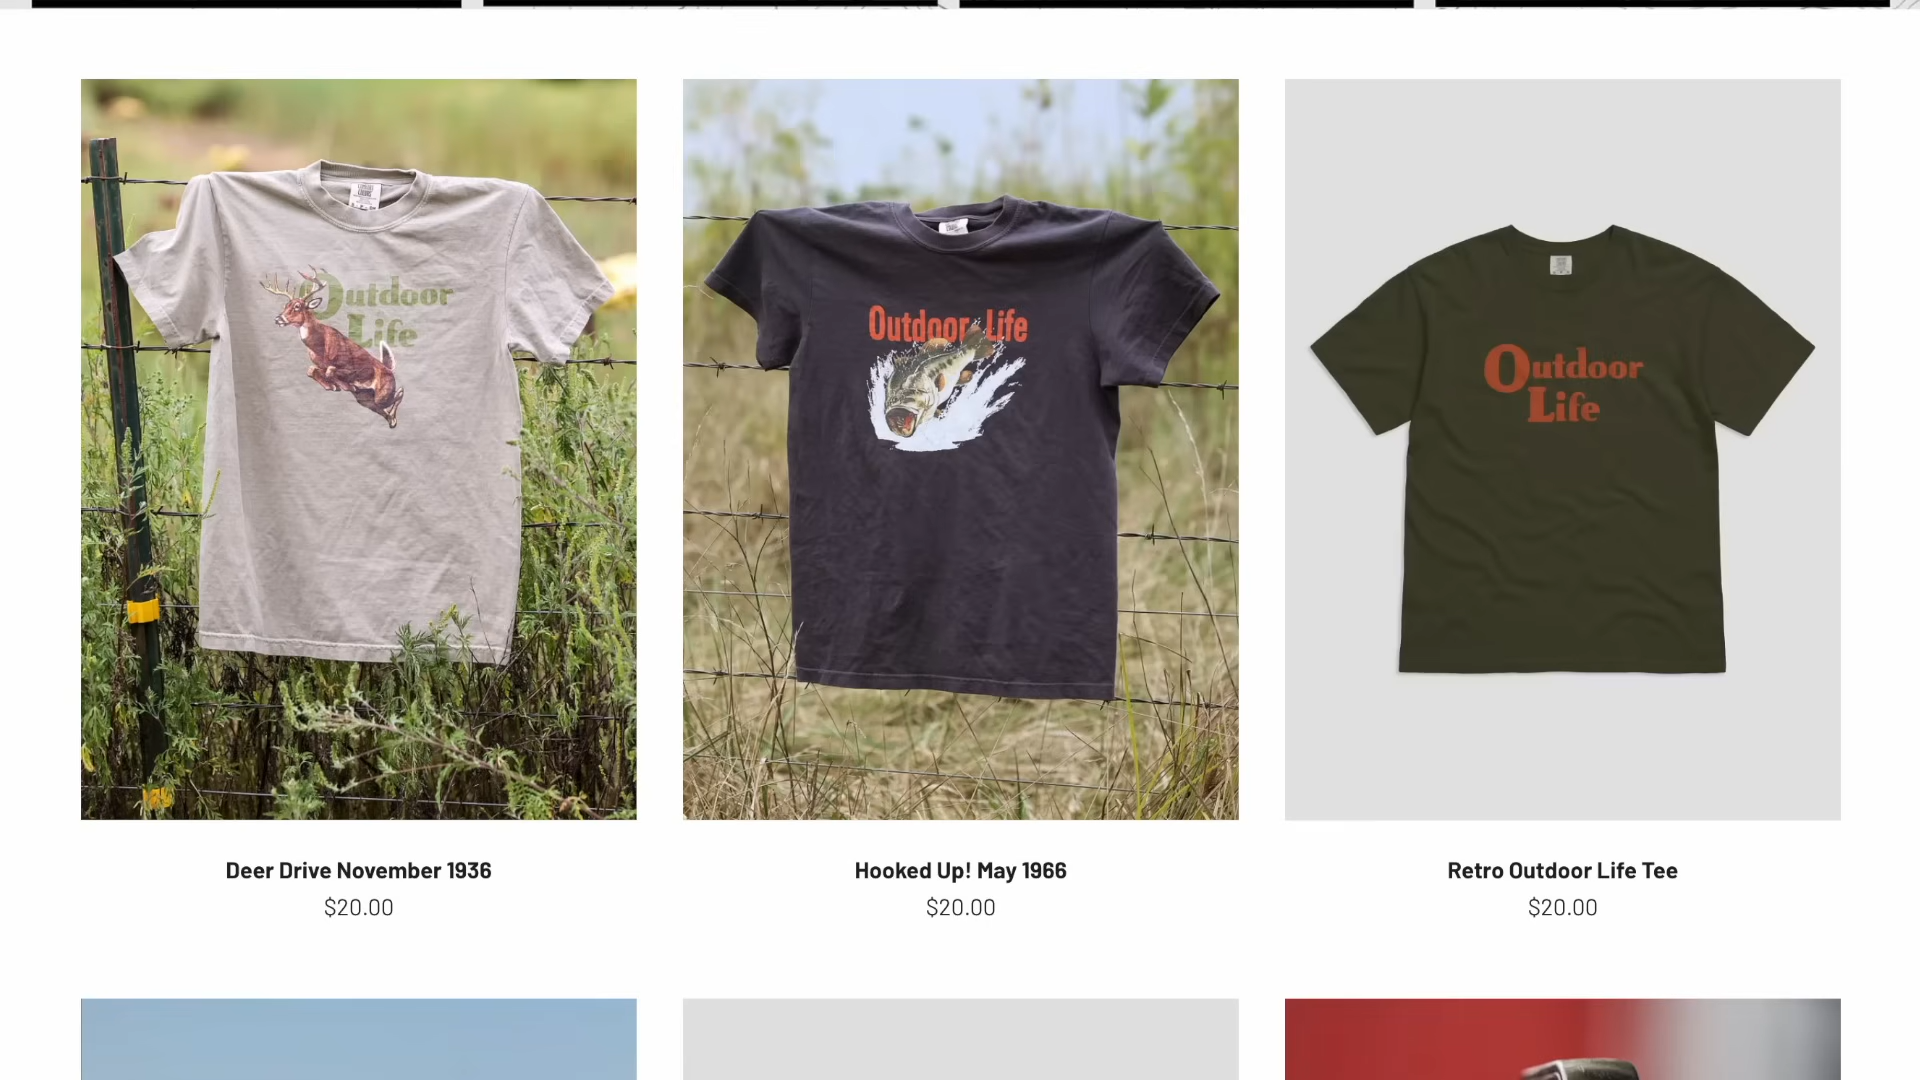 Outdoor
Life
Outdoor Life
Outdoor
Life
Deer Drive November 1936
Hooked Up! May 1966
Retro Outdoor Life Tee
$20.00
$20.00
$20.00